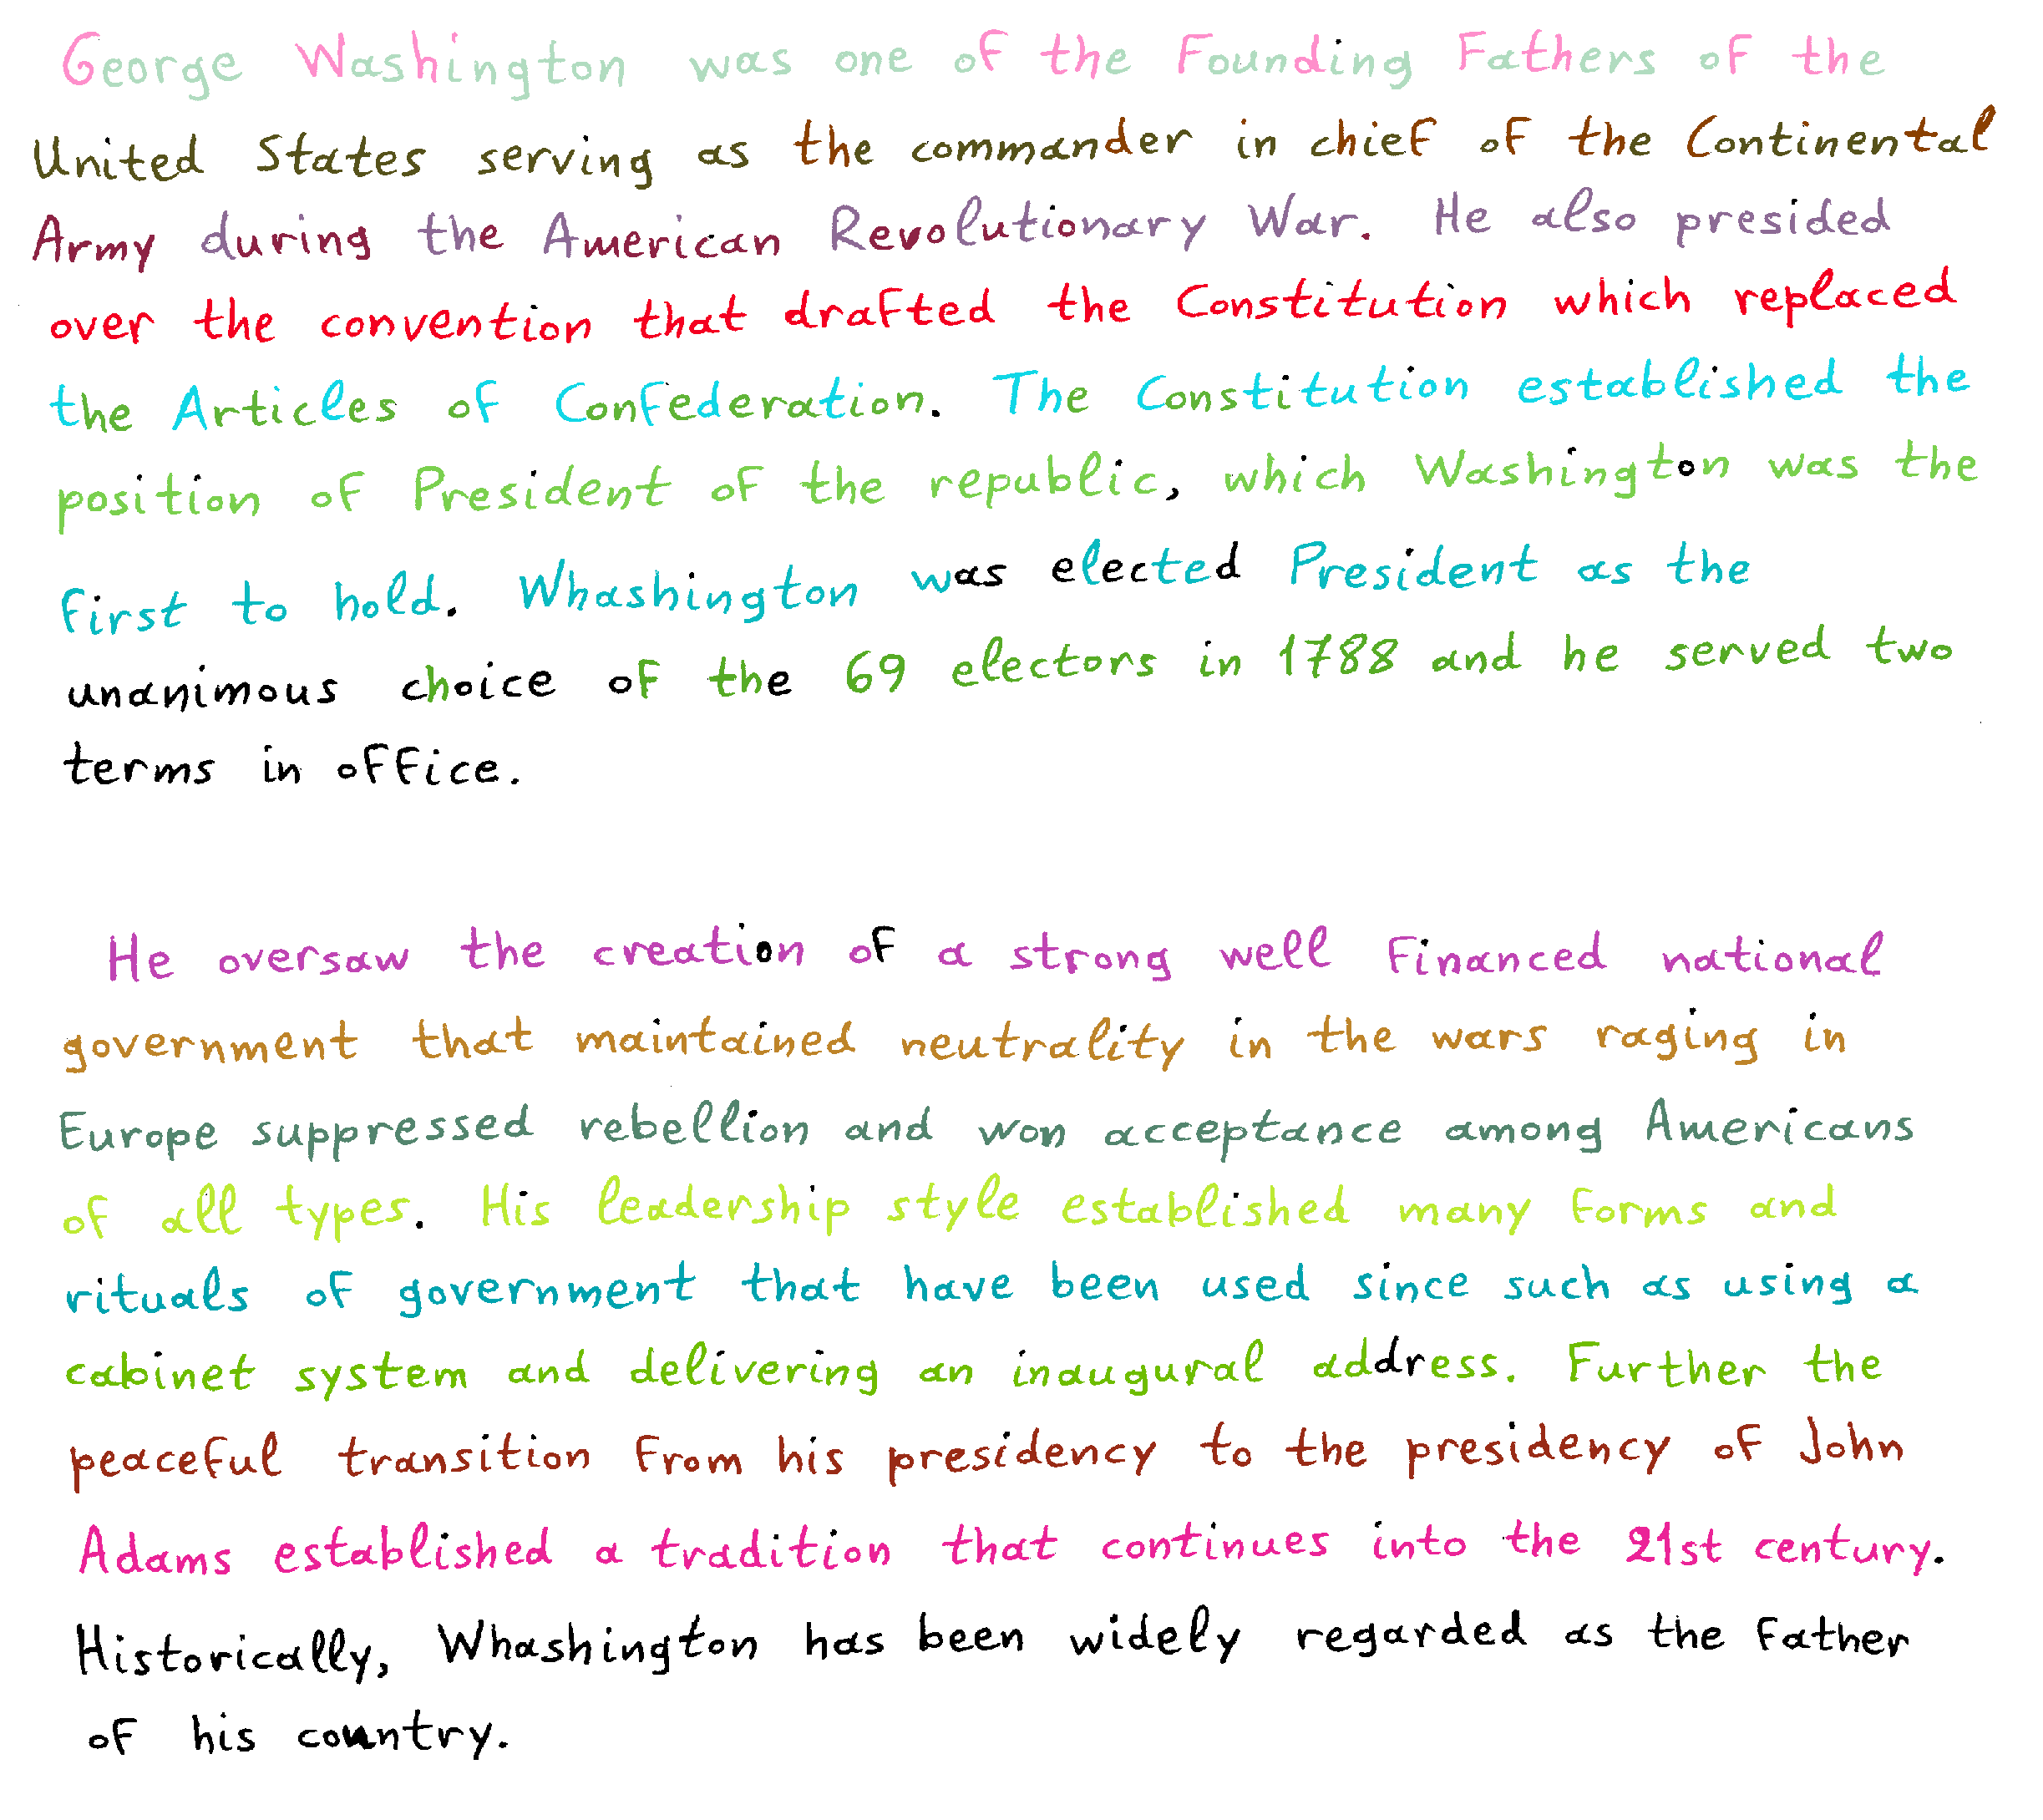 George Washington was one of the Founding Fathers of the
United States serving as the commander in chief of the Continental
Army during the American Revolutionary War. He also presided
over the convention that drafted the Constitution which replaced
the Articles of Confederation. The Constitution established the
position of President of the republic, which Washington was the
first to hold. Whashington was elected President as the
unanimous choice of the 69 electors in 1788 and he served two
terms in office.
He oversaw the creation of a strong well financed national
government that maintained neutrality in the wars raging in
Europe suppressed rebellion and won acceptance among Americans
of all types. His leadership style established many forms and
rituals of government that have been used since such as using a
cabinet system and delivering an inaugural address. Further the
peaceful transition from his presidency to the presidency of John
Adams established a tradition that continues into the 21st century.
Historically, Whashington has been widely regarded as the father
of his country.